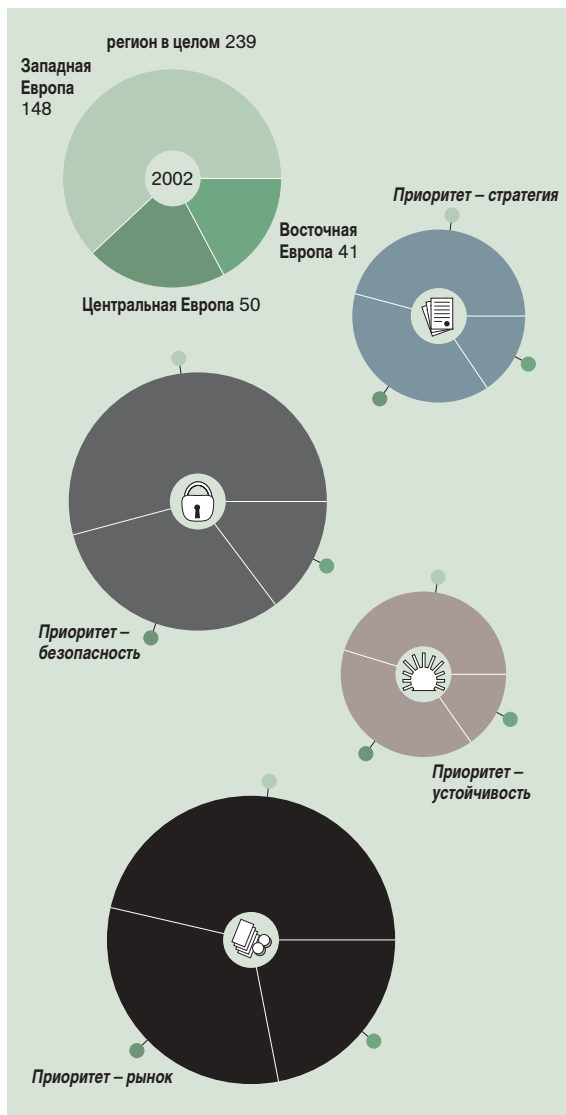 регион в целом 239
Западная
Европа
148
2002
Приоритет – стратегия
Восточная
Европа 41
Центральная Европа 50
Приоритет –
безопасность
Приоритет –
устойчивость
Приоритет – рынок